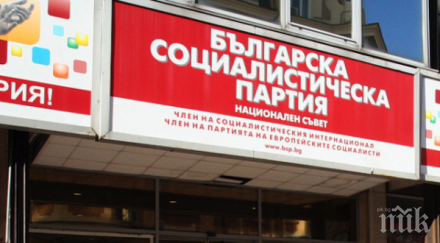 БЪЛГАРСКА
СОЦИАЛИСТИЧЕСКА
ПАРТИЯ
НАЦИОНАЛЕН СЪВЕТ
ЧЛЕН НА СОЦИАЛИСТИЧЕСКИЯ ИНТЕРНАЦИОНАЛ
ЧЛЕН НА ПАРТИЯТА НА ЕВРОПЕЙСКИТЕ СОЦИАЛИСТИ
www.bsp.bg
РИЯ!